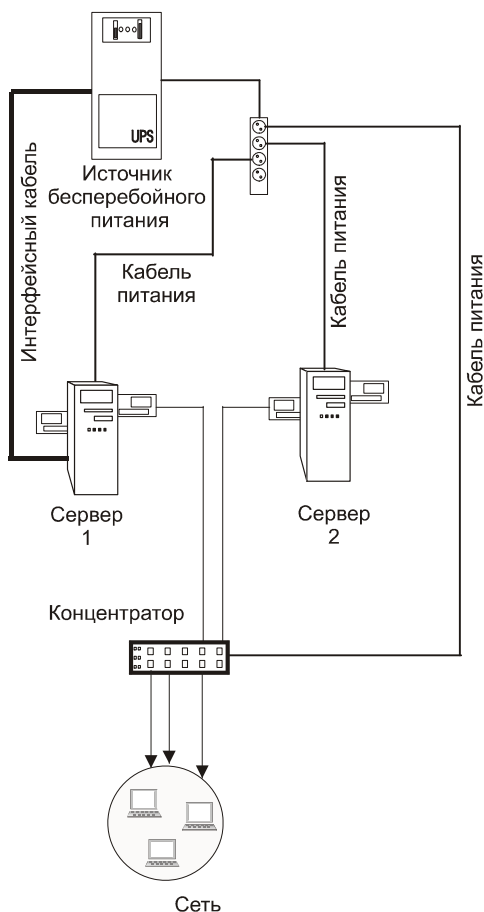 UPS
Источник
бесперебойного
питания
Интерфейсный кабель
Кабель
питания
Кабель питания
Кабель питания
Сервер
1
Сервер
2
Концентратор
Сеть